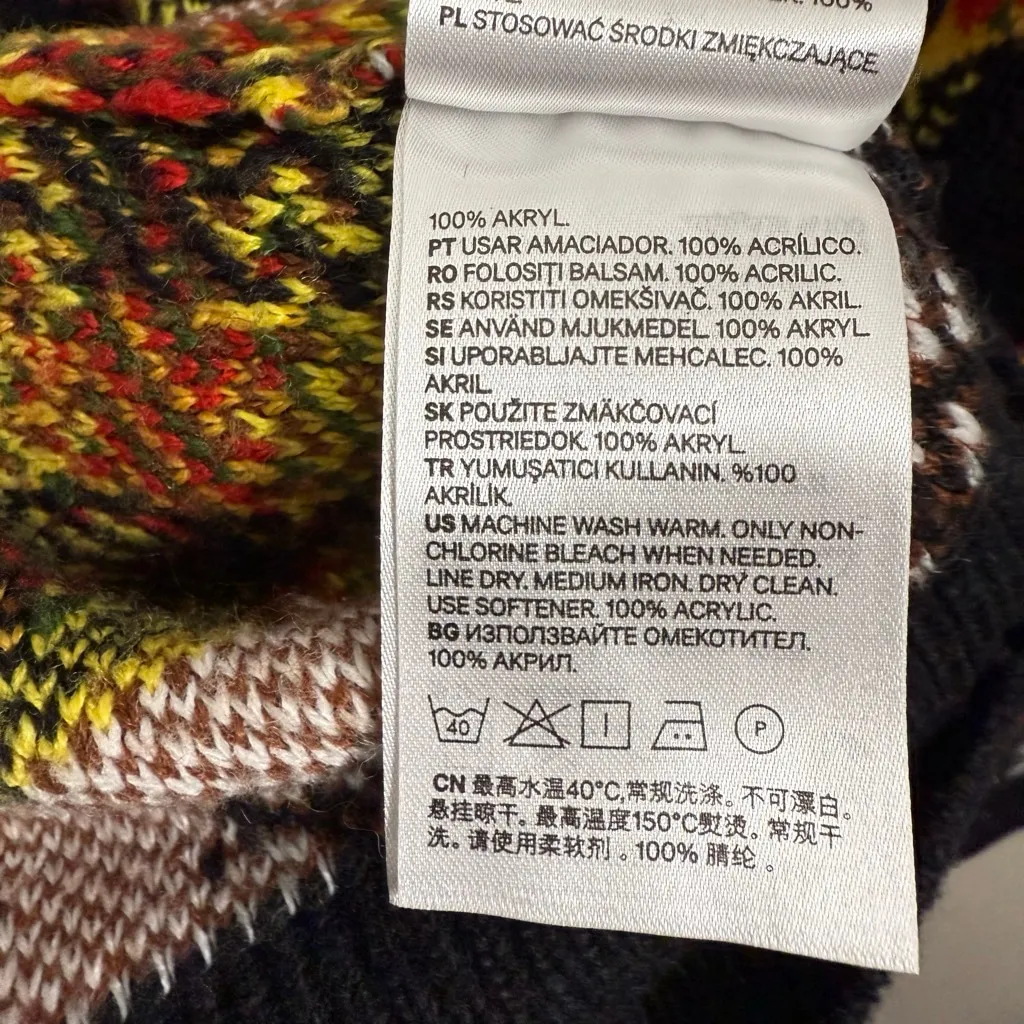 100%
PL STOSOWAĆ ŚRODKI ZMIĘKCZAJĄCE
100% AKRYL.
PT USAR AMACIADOR. 100% ACRÍLICO.
RO FOLOSIȚI BALSAM. 100% ACRILIC.
RS KORISTITI OMEKŠIVAČ. 100% AKRIL.
SE ANVÄND MJUKMEDEL. 100% AKRYL.
SI UPORABLJAJTE MEHCALEC. 100%
AKRIL.
SK POUŽITE ZMÄKČOVACÍ
PROSTRIEDOK. 100% AKRYL.
TR YUMUŞATICI KULLANIN. %100
AKRİLİK.
US MACHINE WASH WARM. ONLY NON-
CHLORINE BLEACH WHEN NEEDED.
LINE DRY. MEDIUM IRON. DRY CLEAN.
USE SOFTENER. 100% ACRYLIC.
BG ИЗПОЛЗВАЙТЕ ОМЕКОТИТЕЛ.
100% АКРИЛ.
40 P
CN 最高水温40°C,常规洗涤。不可漂白。
悬挂晾干。最高温度150°C熨烫。常规干
洗。请使用柔软剂。100% 腈纶。